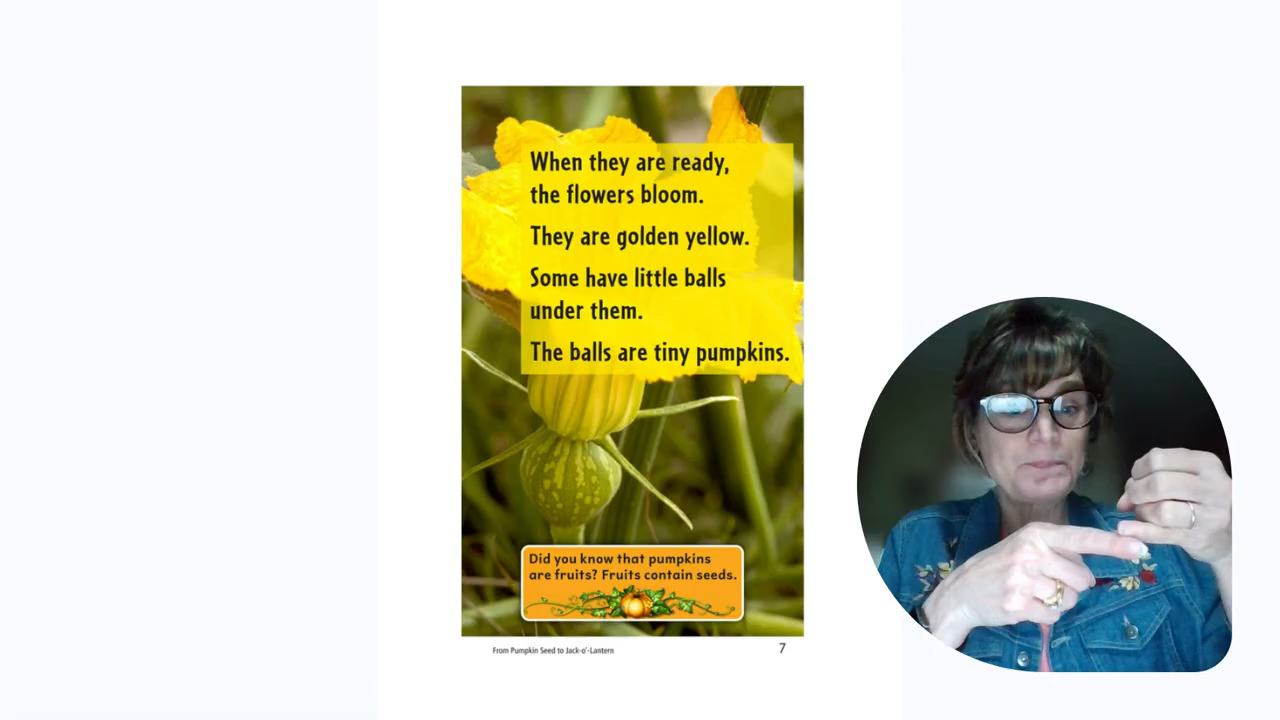 When they are ready,
the flowers bloom.
They are golden yellow.
Some have little balls
under them.
The balls are tiny pumpkins.
Did you know that pumpkins
are fruits? Fruits contain seeds.
From Pumpkin Seed to Jack-o'-Lantern
7